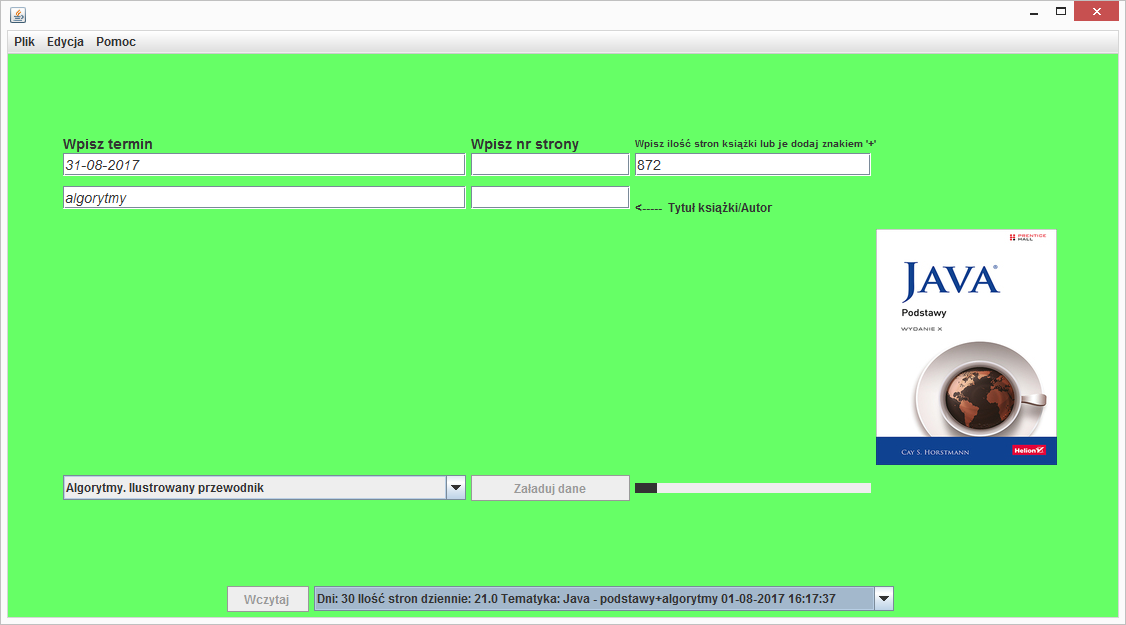 Plik Edycja Pomoc
Wpisz termin Wpisz nr strony Wpisz ilość stron książki lub je dodaj znakiem '+'
31-08-2017 872
algorytmy
<----- Tytuł książki/Autor
PRENTICE
HALL
JAVA®
Podstawy
WYDANIE X
CAY S. HORSTMANN Helion
Algorytmy. Ilustrowany przewodnik Załaduj dane
Wczytaj Dni: 30 Ilość stron dziennie: 21.0 Tematyka: Java - podstawy+algorytmy 01-08-2017 16:17:37